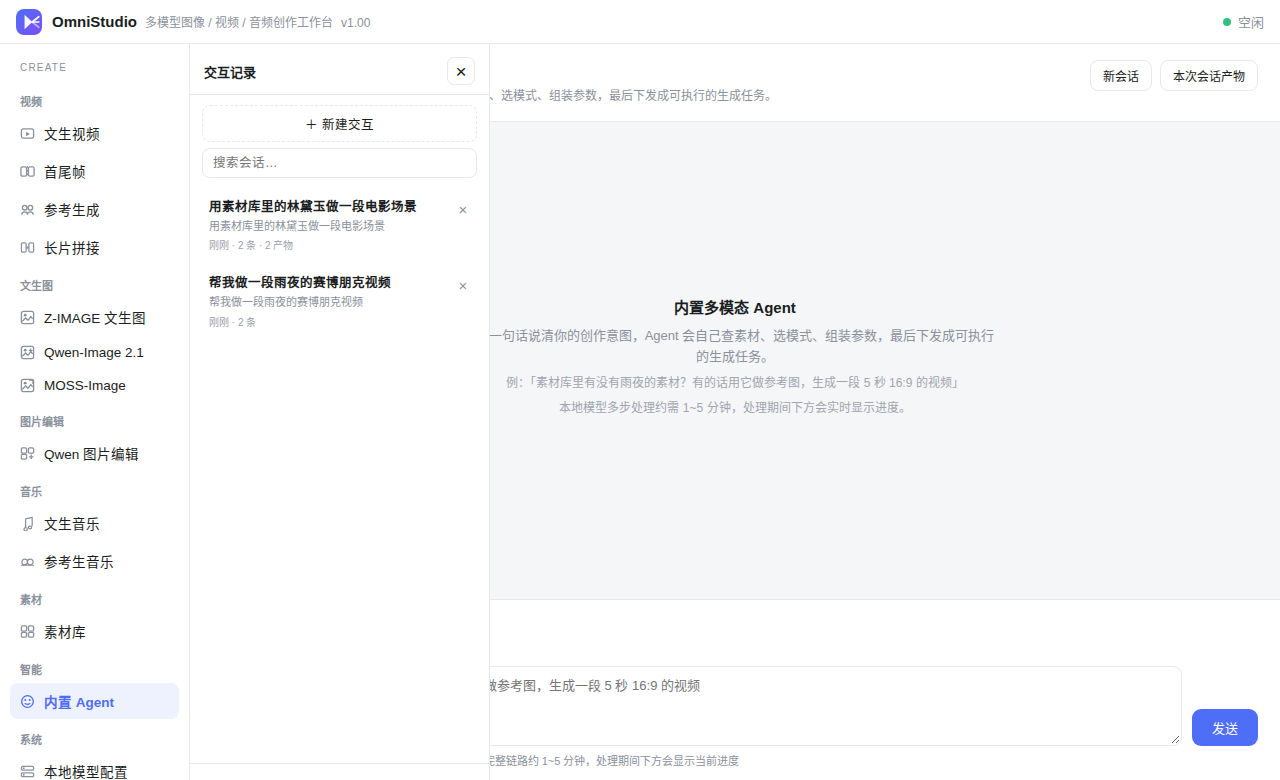 OmniStudio 多模型图像 / 视频 / 音频创作工作台 v1.00
空闲
CREATE
视频
文生视频
首尾帧
参考生成
长片拼接
文生图
Z-IMAGE 文生图
Qwen-Image 2.1
MOSS-Image
图片编辑
Qwen 图片编辑
音乐
文生音乐
参考生音乐
素材
素材库
智能
内置 Agent
系统
本地模型配置
交互记录
×
＋ 新建交互
搜索会话…
用素材库里的林黛玉做一段电影场景
×
用素材库里的林黛玉做一段电影场景
刚刚 · 2 条 · 2 产物
帮我做一段雨夜的赛博朋克视频
×
帮我做一段雨夜的赛博朋克视频
刚刚 · 2 条
新会话
本次会话产物
、选模式、组装参数，最后下发成可执行的生成任务。
内置多模态 Agent
一句话说清你的创作意图，Agent 会自己查素材、选模式、组装参数，最后下发成可执行
的生成任务。
例：「素材库里有没有雨夜的素材？有的话用它做参考图，生成一段 5 秒 16:9 的视频」
本地模型多步处理约需 1~5 分钟，处理期间下方会实时显示进度。
做参考图，生成一段 5 秒 16:9 的视频
发送
完整链路约 1~5 分钟，处理期间下方会显示当前进度